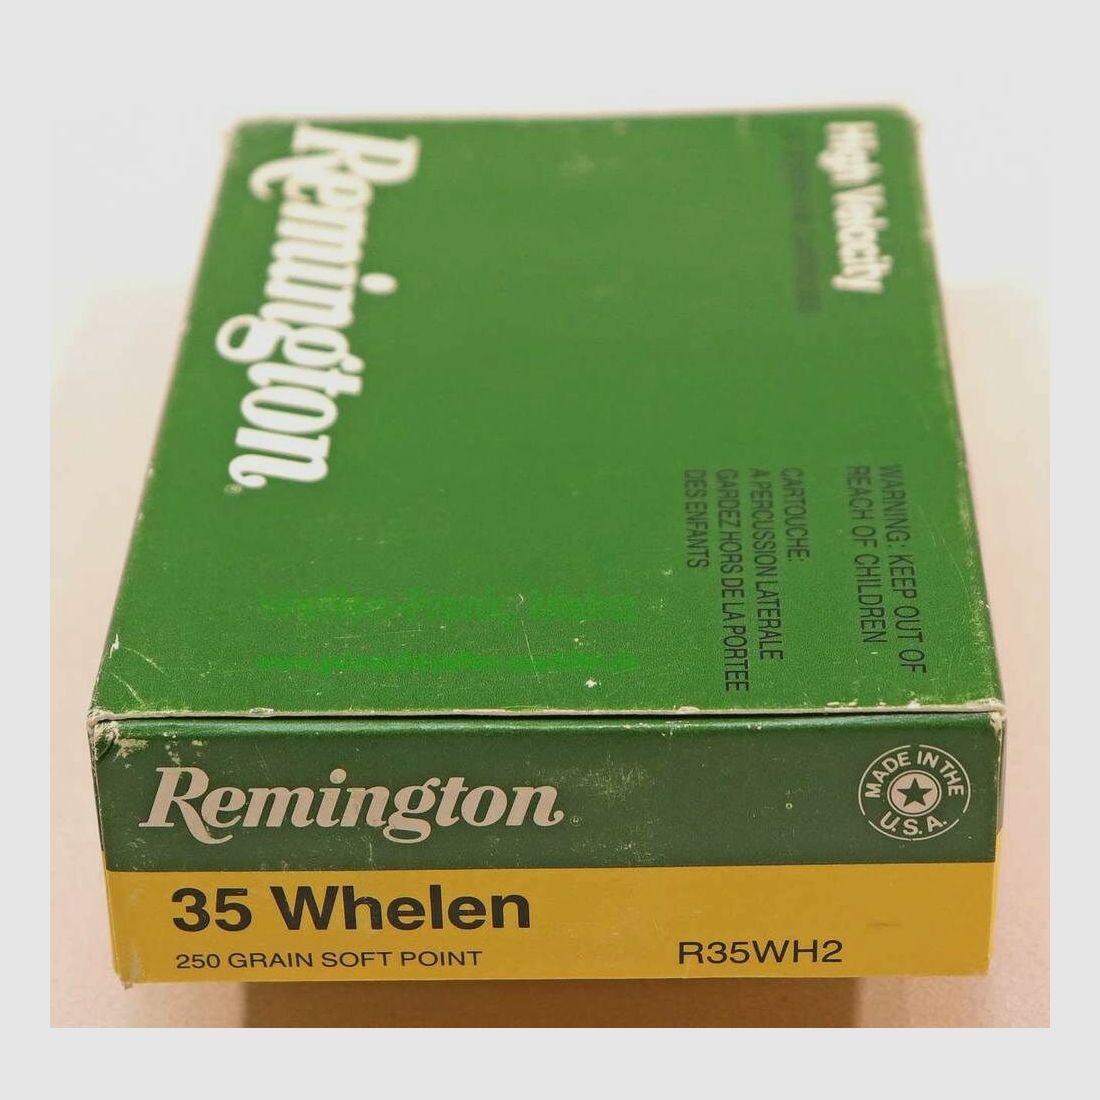 Remington®
High Velocity
WARNING: KEEP OUT OF
REACH OF CHILDREN
CARTOUCHE:
A PERCUSSION LATERALE
GARDEZ HORS DE LA PORTEE
DES ENFANTS
Remington®
MADE IN THE
U.S.A.
35 Whelen
250 GRAIN SOFT POINT
R35WH2